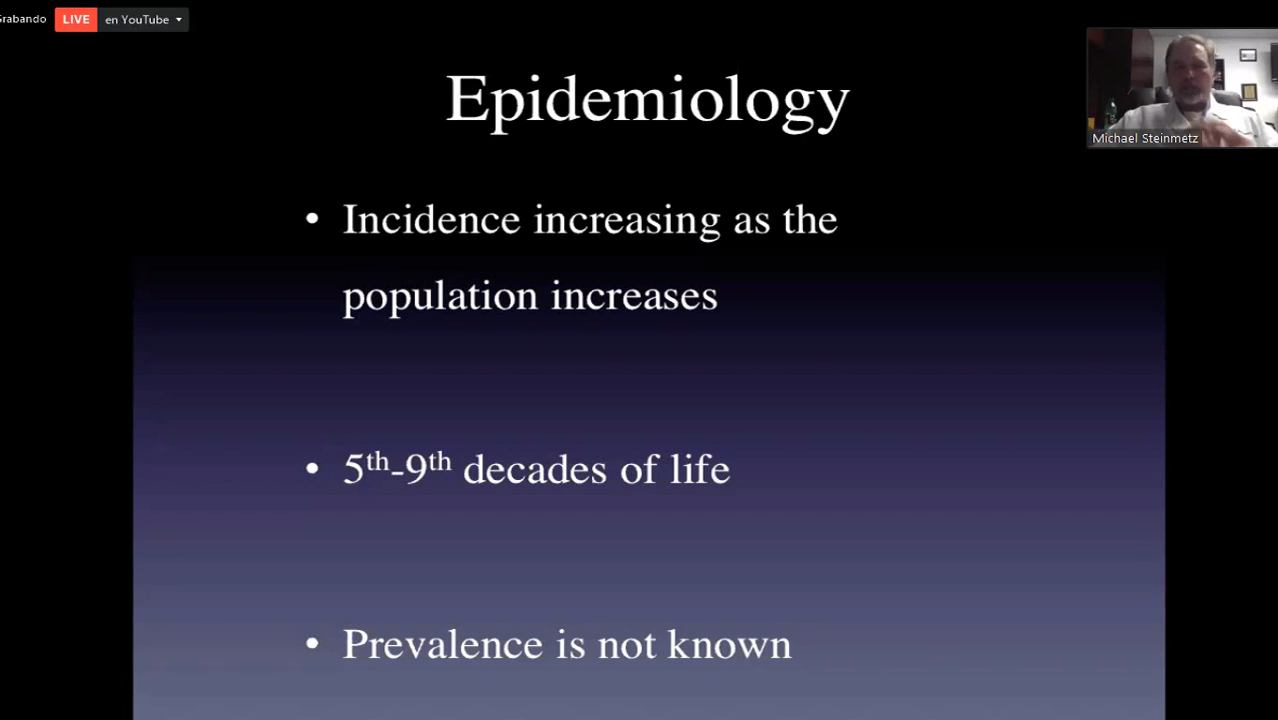 Grabando
LIVE en YouTube
Epidemiology
Michael Steinmetz
• Incidence increasing as the
population increases
• 5th-9th decades of life
• Prevalence is not known